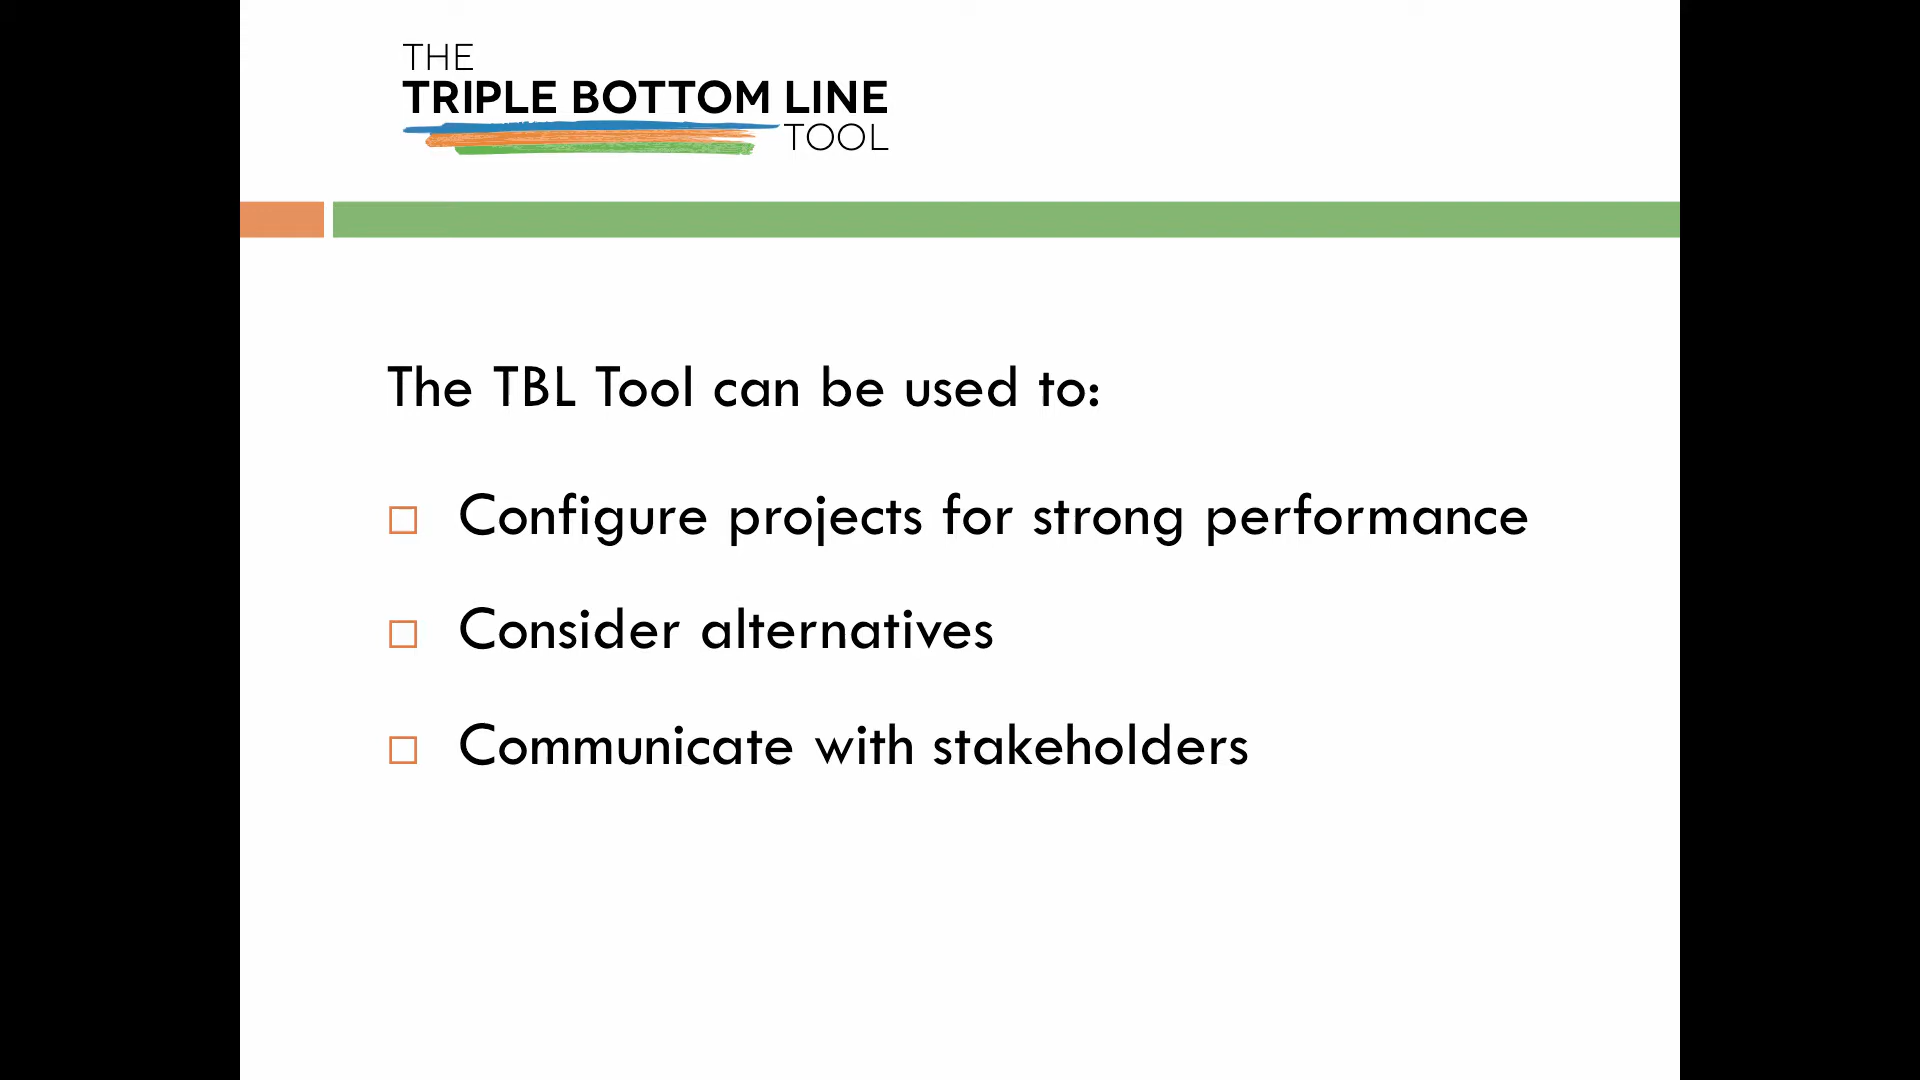 THE
TRIPLE BOTTOM LINE
TOOL
The TBL Tool can be used to:
Configure projects for strong performance
Consider alternatives
Communicate with stakeholders